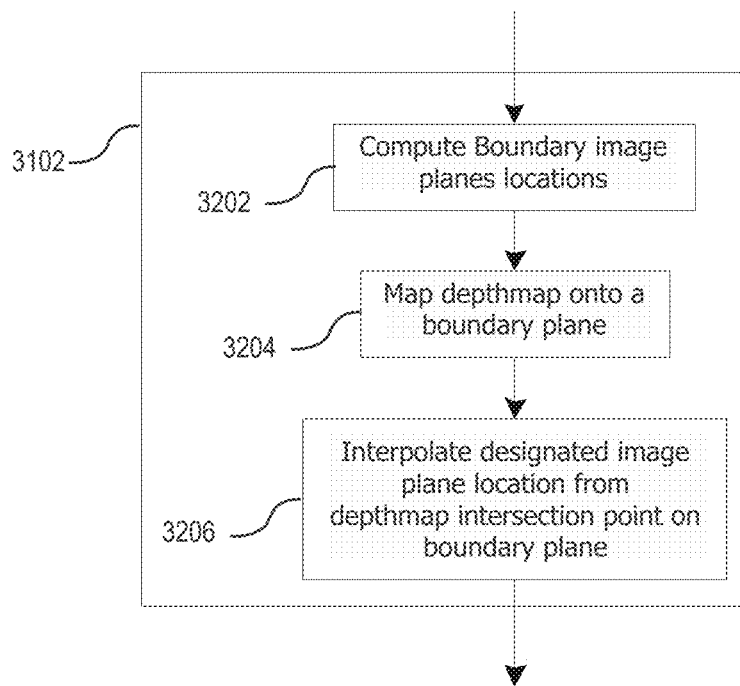 3102
Compute Boundary image
planes locations
3202
Map depthmap onto a
boundary plane
3204
Interpolate designated image
plane location from
depthmap intersection point on
boundary plane
3206